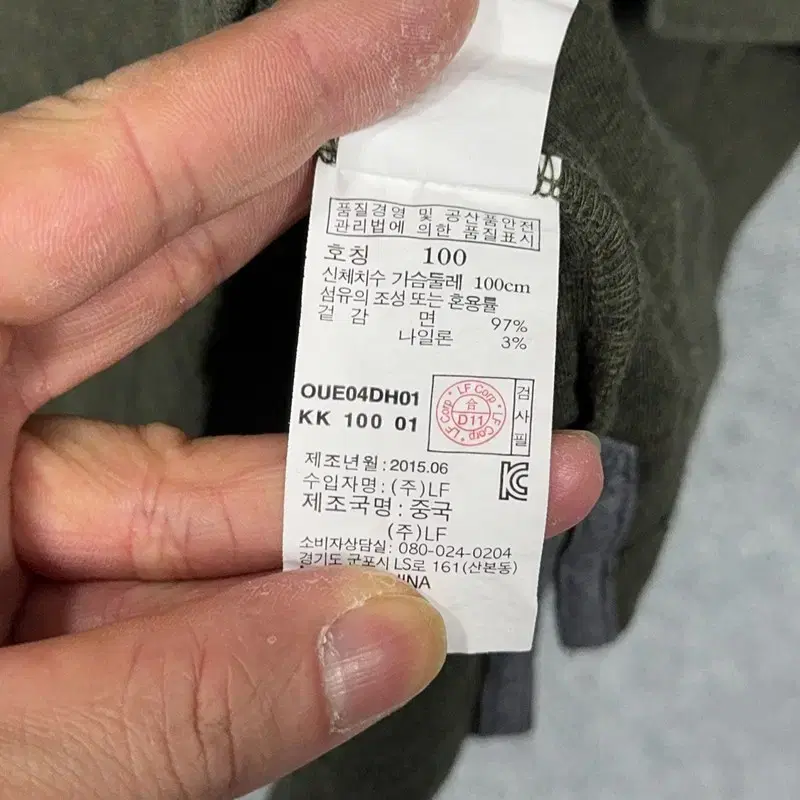 품질경영 및 공산품안전
관리법에 의한 품질표시
호칭 100
신체치수 가슴둘레 100cm
섬유의 조성 또는 혼용률
겉 감 면 97%
나일론 3%
OUE04DH01
KK 100 01
LF Corp LF Corp LF Corp
合
D11
검사필
제조년월 : 2015.06
수입자명 : (주)LF
제조국명 : 중국
(주)LF
소비자상담실 : 080-024-0204
경기도 군포시 LS로 161(산본동)